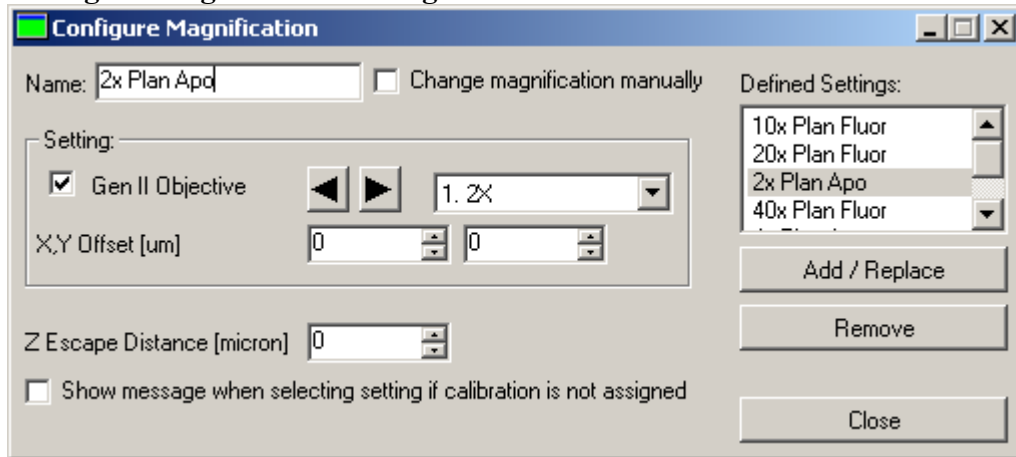 Configure Magnification
Name: 2x Plan Apo
Change magnification manually
Defined Settings:
10x Plan Fluor
20x Plan Fluor
2x Plan Apo
40x Plan Fluor
Setting:
Gen II Objective
1. 2X
X,Y Offset [um]
0
0
Add / Replace
Remove
Z Escape Distance [micron]
0
Show message when selecting setting if calibration is not assigned
Close